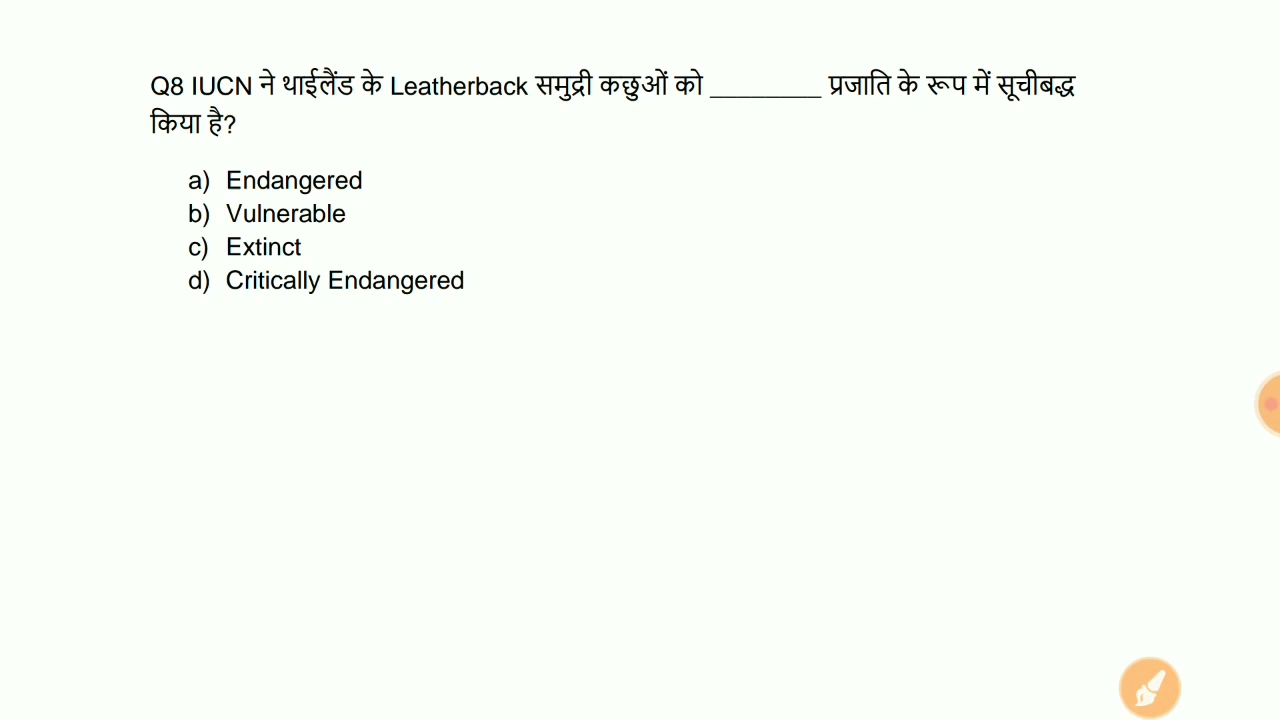 Q8 IUCN ने थाईलैंड के Leatherback समुद्री कछुओं को ________ प्रजाति के रूप में सूचीबद्ध
किया है?
a) Endangered
b) Vulnerable
c) Extinct
d) Critically Endangered